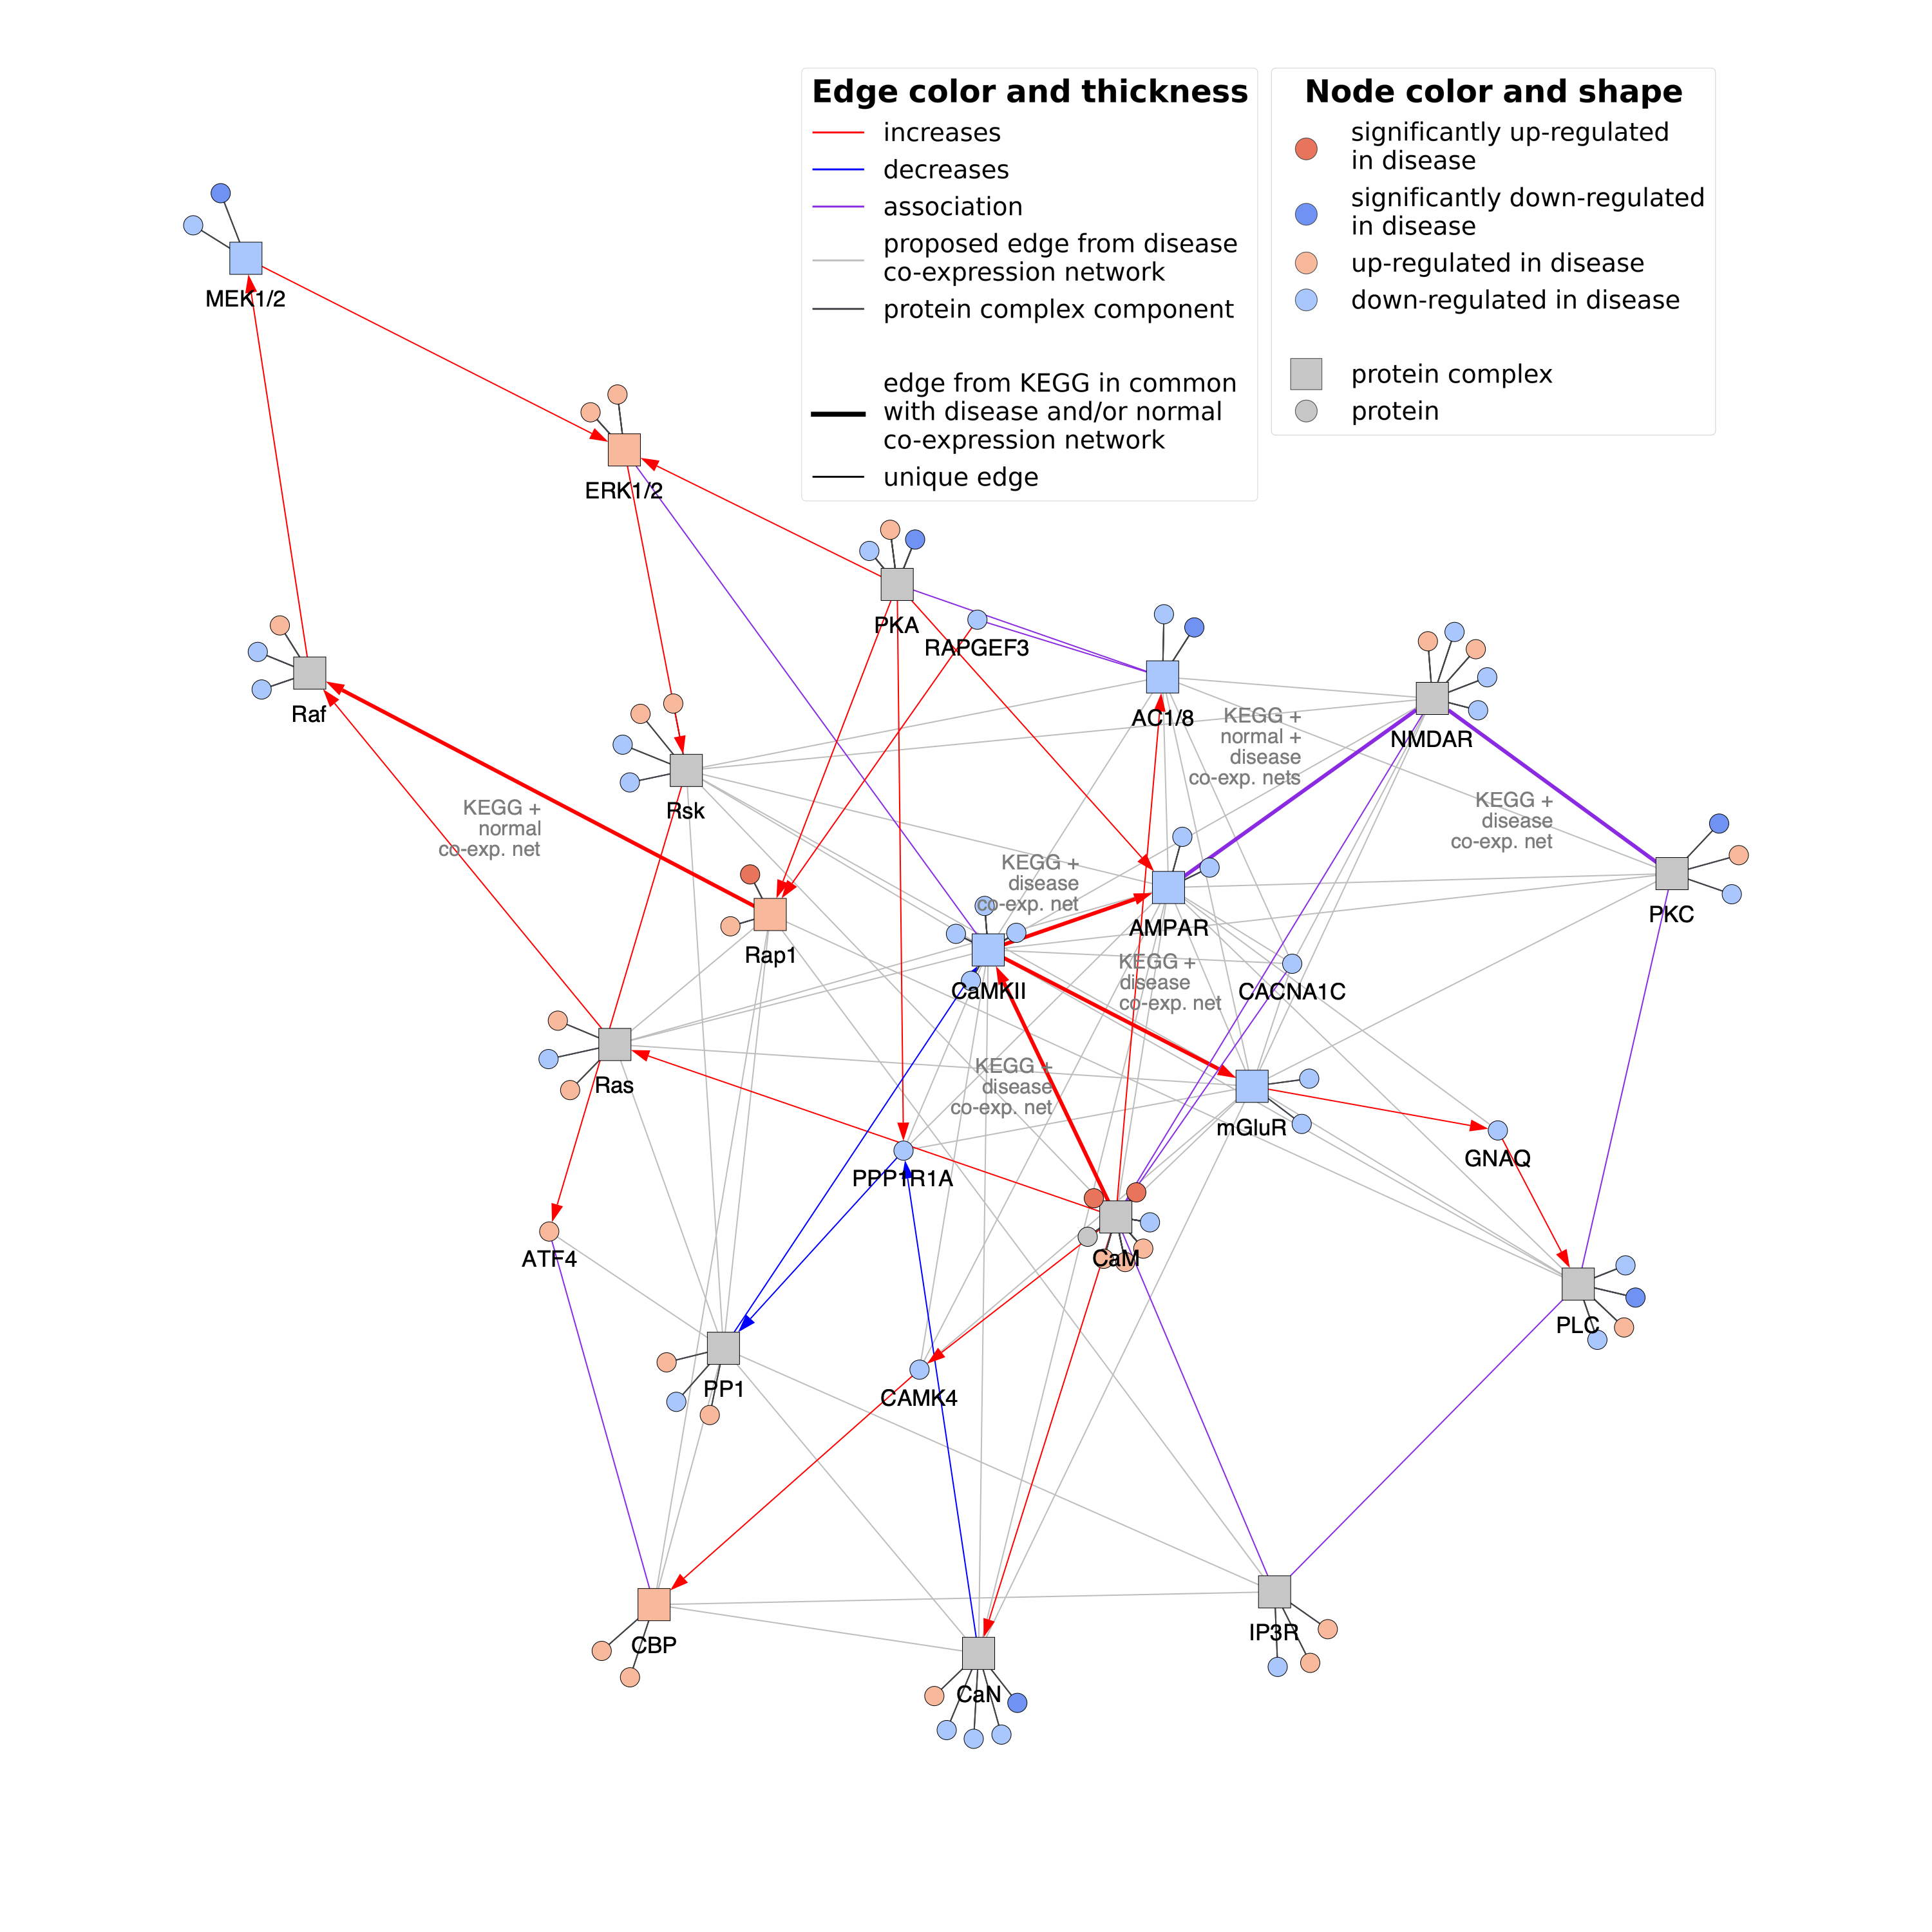 Edge color and thickness
increases
decreases
association
proposed edge from disease
co-expression network
protein complex component
edge from KEGG in common
with disease and/or normal
co-expression network
unique edge
Node color and shape
significantly up-regulated
in disease
significantly down-regulated
in disease
up-regulated in disease
down-regulated in disease
protein complex
protein
MEK1/2
ERK1/2
PKA
RAPGEF3
Raf
AC1/8
NMDAR
KEGG +
normal +
disease
co-exp. nets
Rsk
KEGG +
normal
co-exp. net
KEGG +
disease
co-exp. net
KEGG +
disease
co-exp. net
PKC
AMPAR
Rap1
KEGG +
disease
co-exp. net
CaMKII
CACNA1C
Ras
KEGG +
disease
co-exp. net
mGluR
GNAQ
PPP1R1A
ATF4
CaM
PLC
PP1
CAMK4
CBP
IP3R
CaN